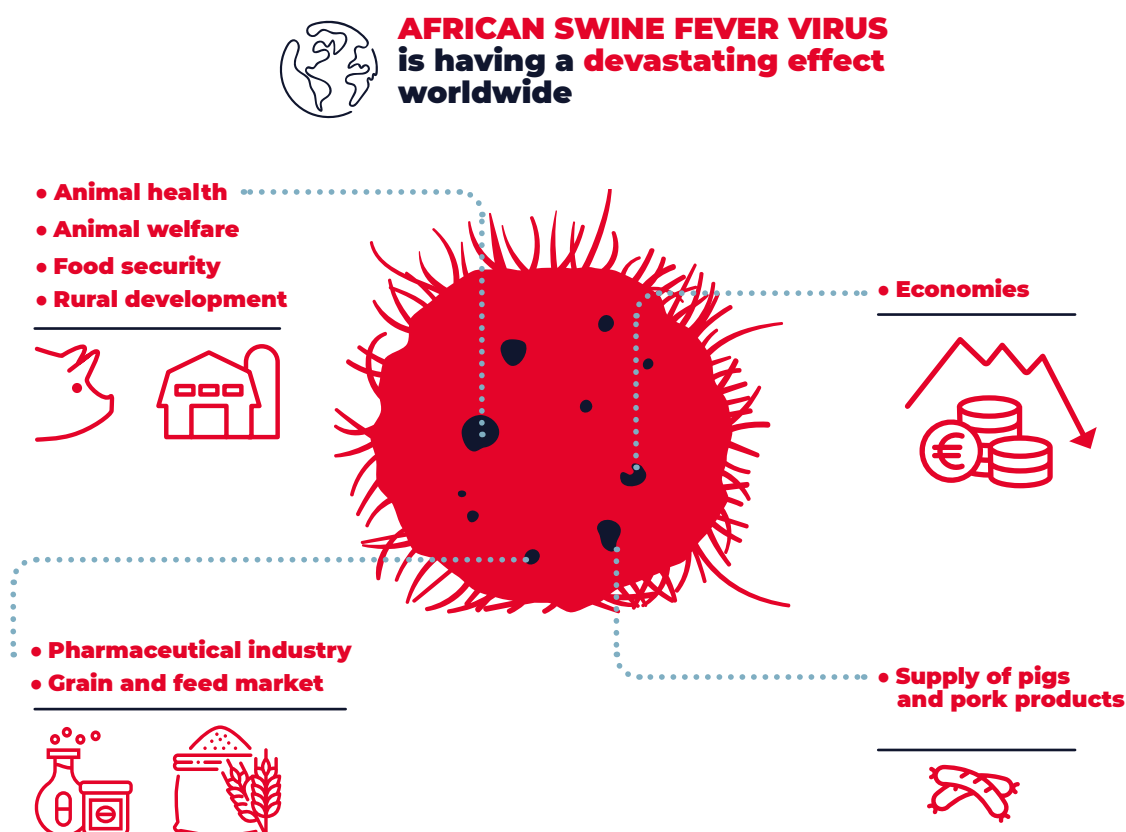 AFRICAN SWINE FEVER VIRUS
is having a devastating effect
worldwide
• Animal health
• Animal welfare
• Food security
• Rural development
• Economies
• Pharmaceutical industry
• Grain and feed market
• Supply of pigs
and pork products
€